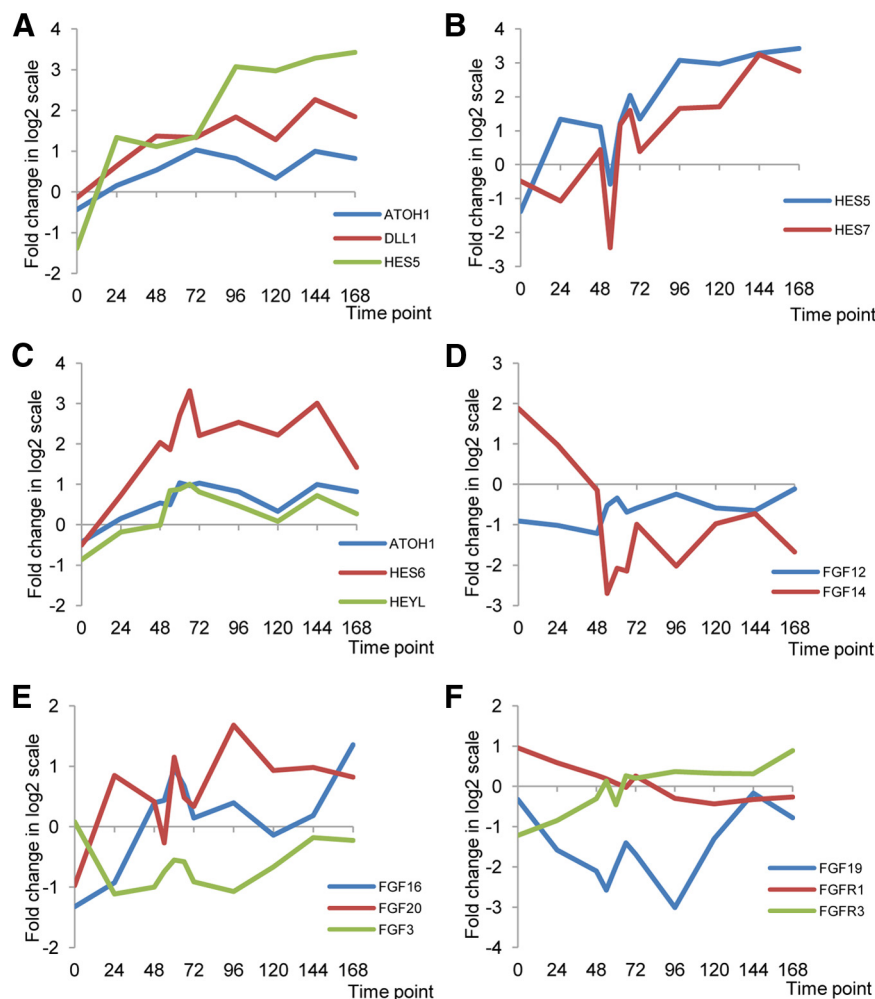 A
Fold change in log2 scale
4
3
2
1
0
-1
-2
0 24 48 72 96 120 144 168
Time point
ATOH1
DLL1
HES5
B
Fold change in log2 scale
4
3
2
1
0
-1
-2
-3
0 24 48 72 96 120 144 168
Time point
HES5
HES7
C
Fold change in log2 scale
4
3
2
1
0
-1
-2
0 24 48 72 96 120 144 168
Time point
ATOH1
HES6
HEYL
D
Fold change in log2 scale
3
2
1
0
-1
-2
-3
0 24 48 72 96 120 144 168
Time point
FGF12
FGF14
E
Fold change in log2 scale
2
1
0
-1
-2
0 24 48 72 96 120 144 168
Time point
FGF16
FGF20
FGF3
F
Fold change in log2 scale
2
1
0
-1
-2
-3
-4
0 24 48 72 96 120 144 168
Time point
FGF19
FGFR1
FGFR3